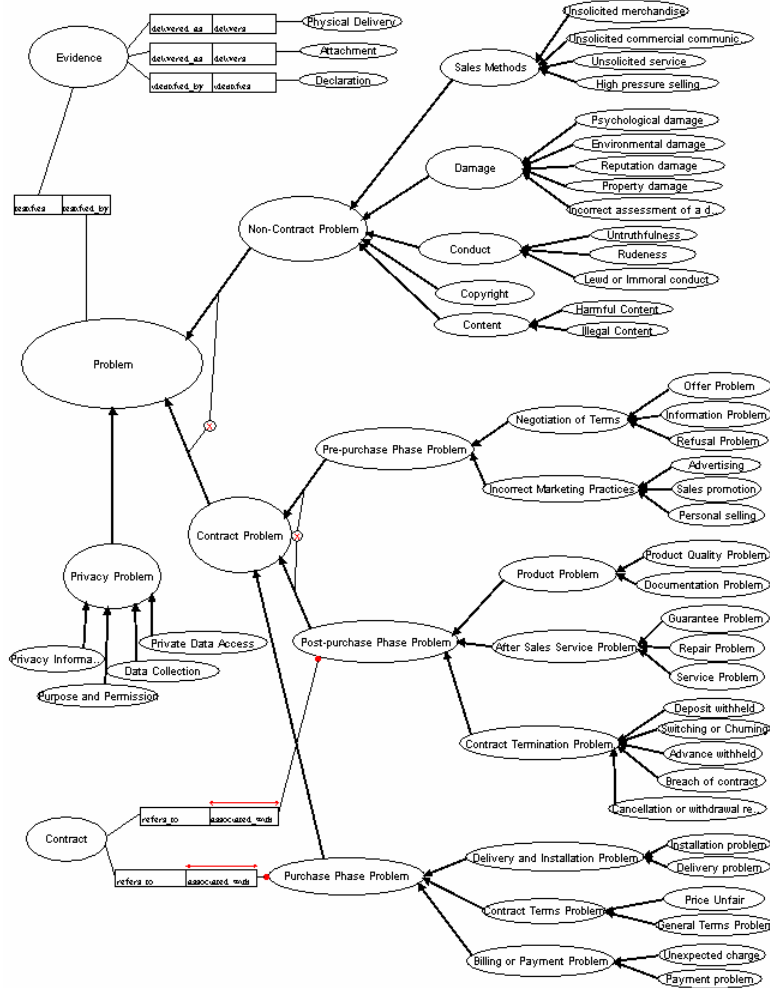 Unsolicited merchandise
Physical Delivery
delivered_as delivers
Unsolicited commercial communic...
Evidence
delivered_as delivers
Attachment
Unsolicited service
Sales Methods
identified_by identifies
Declaration
High pressure selling
Psychological damage
Environmental damage
Damage
Reputation damage
Property damage
testifies testified_by
Incorrect assessment of a d...
Non-Contract Problem
Untruthfulness
Conduct
Rudeness
Lewd or Immoral conduct
Copyright
Harmful Content
Content
Illegal Content
Problem
Offer Problem
Negotiation of Terms
Information Problem
X
Refusal Problem
Pre-purchase Phase Problem
Advertising
Incorrect Marketing Practices
Sales promotion
Personal selling
Contract Problem
X
Product Quality Problem
Product Problem
Privacy Problem
Documentation Problem
Guarantee Problem
Private Data Access
Post-purchase Phase Problem
After Sales Service Problem
Repair Problem
Privacy Informa...
Data Collection
Service Problem
Purpose and Permission
Deposit withheld
Switching or Churning
Contract Termination Problem
Advance withheld
Breach of contract
Cancellation or withdrawal re...
refers_to associated_with
Contract
Installation problem
Delivery and Installation Problem
Delivery problem
refers_to associated_with
Purchase Phase Problem
Price Unfair
Contract Terms Problem
General Terms Problem
Unexpected charge
Billing or Payment Problem
Payment problem